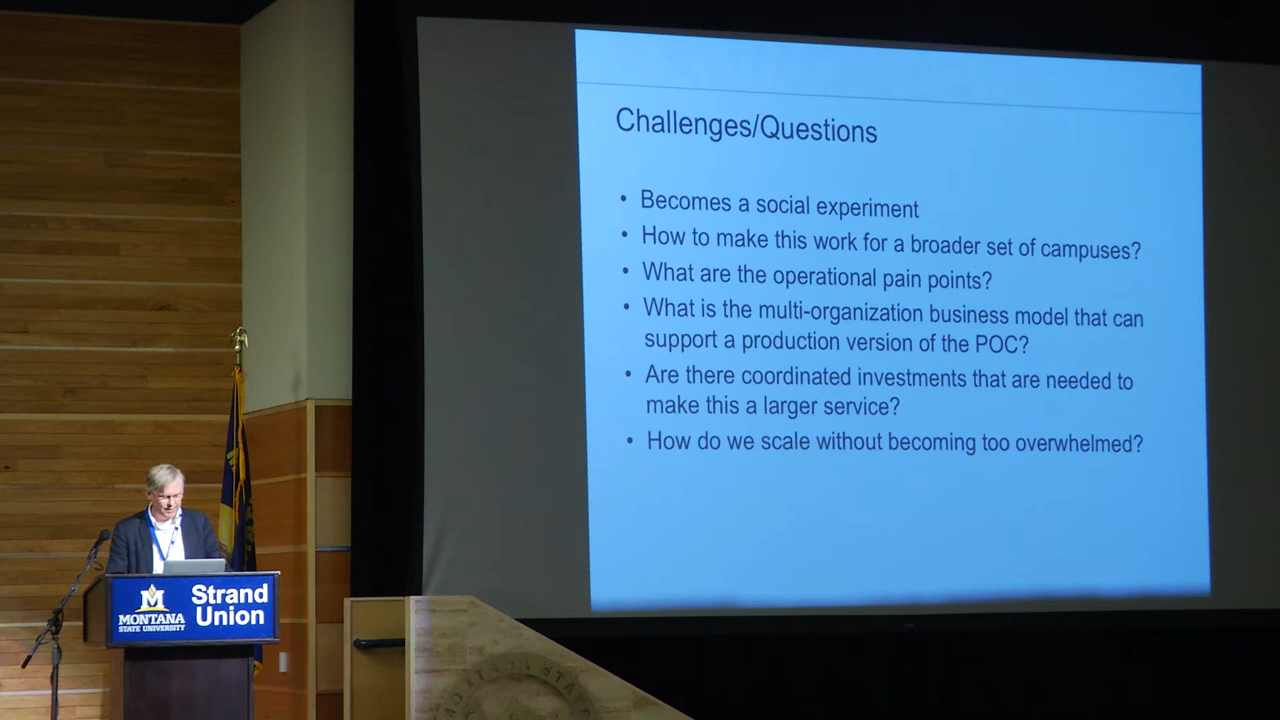 Challenges/Questions
• Becomes a social experiment
• How to make this work for a broader set of campuses?
• What are the operational pain points?
• What is the multi-organization business model that can
support a production version of the POC?
• Are there coordinated investments that are needed to
make this a larger service?
• How do we scale without becoming too overwhelmed?
M
MONTANA
STATE UNIVERSITY
Strand
Union